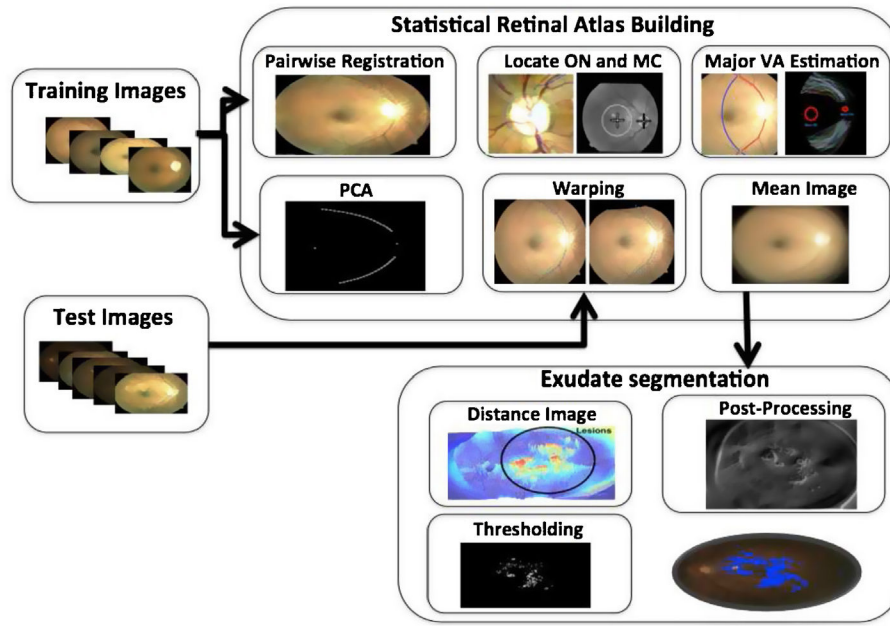 Statistical Retinal Atlas Building
Training Images
Pairwise Registration
Locate ON and MC
Major VA Estimation
PCA
Warping
Mean Image
Test Images
Exudate segmentation
Distance Image
Lesions
Post-Processing
Thresholding